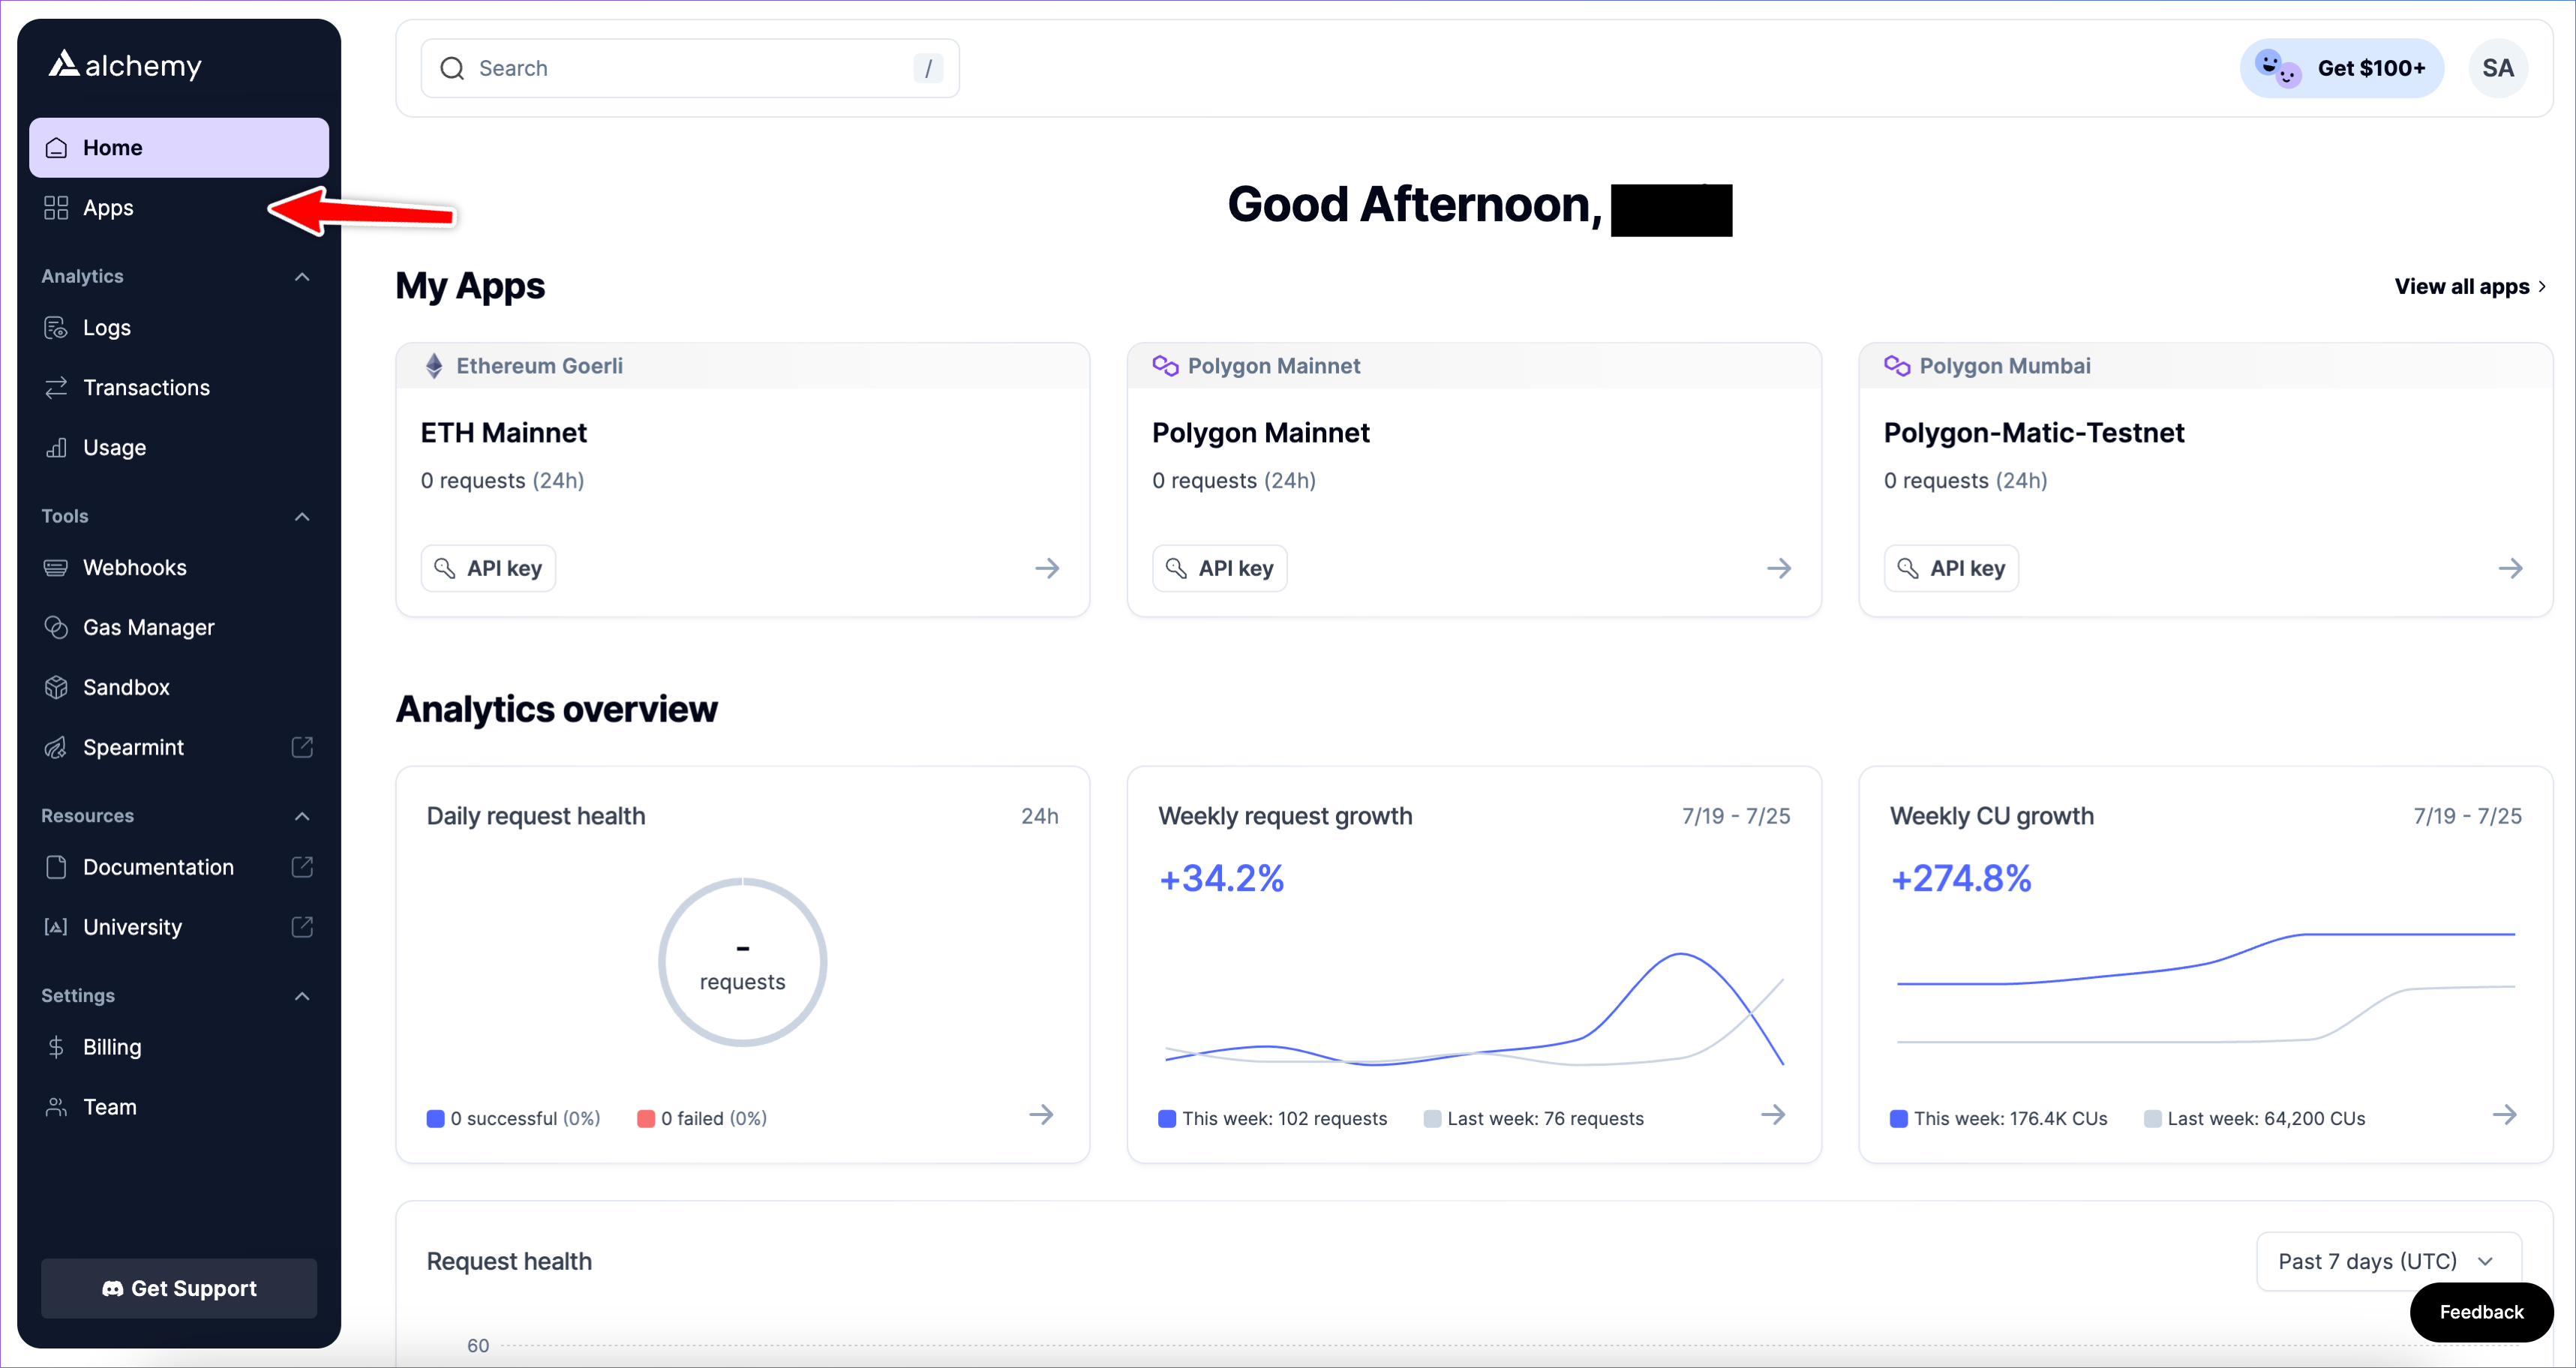 alchemy
Home
Apps
Analytics
Logs
Transactions
Usage
Tools
Webhooks
Gas Manager
Sandbox
Spearmint
Resources
Documentation
University
Settings
Billing
Team
Get Support
Search /
Get $100+
SA
Good Afternoon,
My Apps
View all apps
Ethereum Goerli
ETH Mainnet
0 requests (24h)
API key
Polygon Mainnet
Polygon Mainnet
0 requests (24h)
API key
Polygon Mumbai
Polygon-Matic-Testnet
0 requests (24h)
API key
Analytics overview
Daily request health 24h
-
requests
0 successful (0%) 0 failed (0%)
Weekly request growth 7/19 - 7/25
+34.2%
This week: 102 requests Last week: 76 requests
Weekly CU growth 7/19 - 7/25
+274.8%
This week: 176.4K CUs Last week: 64,200 CUs
Request health
Past 7 days (UTC)
Feedback
60